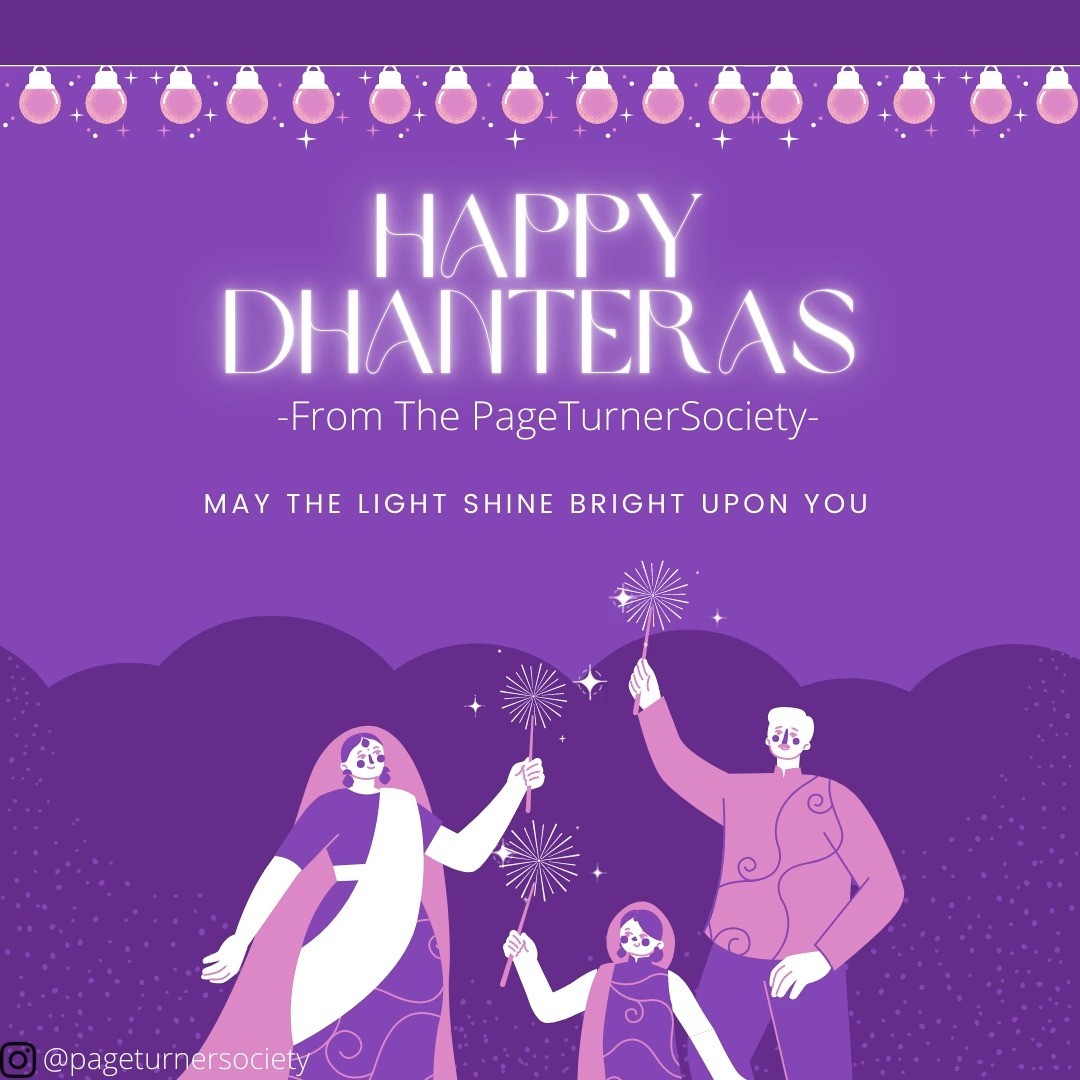 HAPPY
DHANTERAS
-From The PageTurnerSociety-
MAY THE LIGHT SHINE BRIGHT UPON YOU
@pageturnersociety